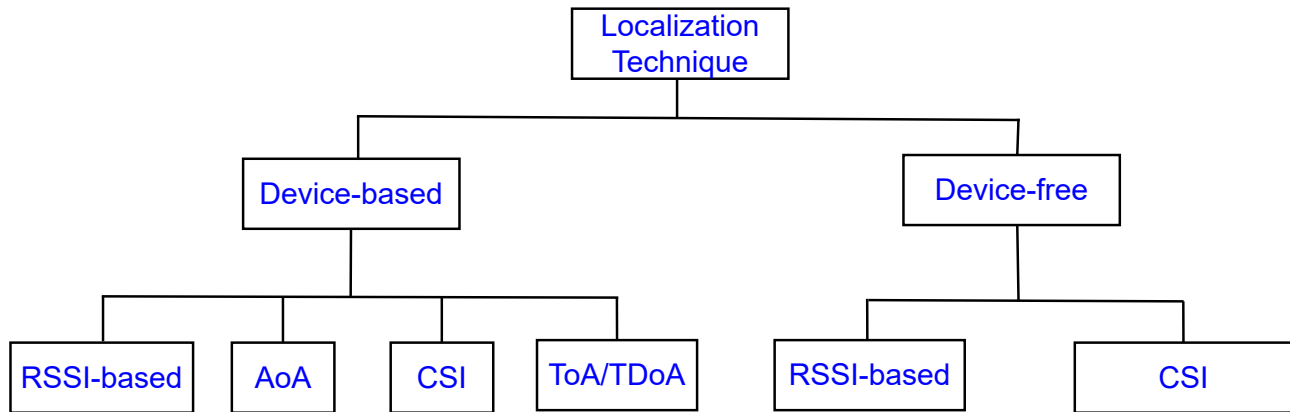 Localization
Technique
Device-based
Device-free
RSSI-based
AoA
CSI
ToA/TDoA
RSSI-based
CSI